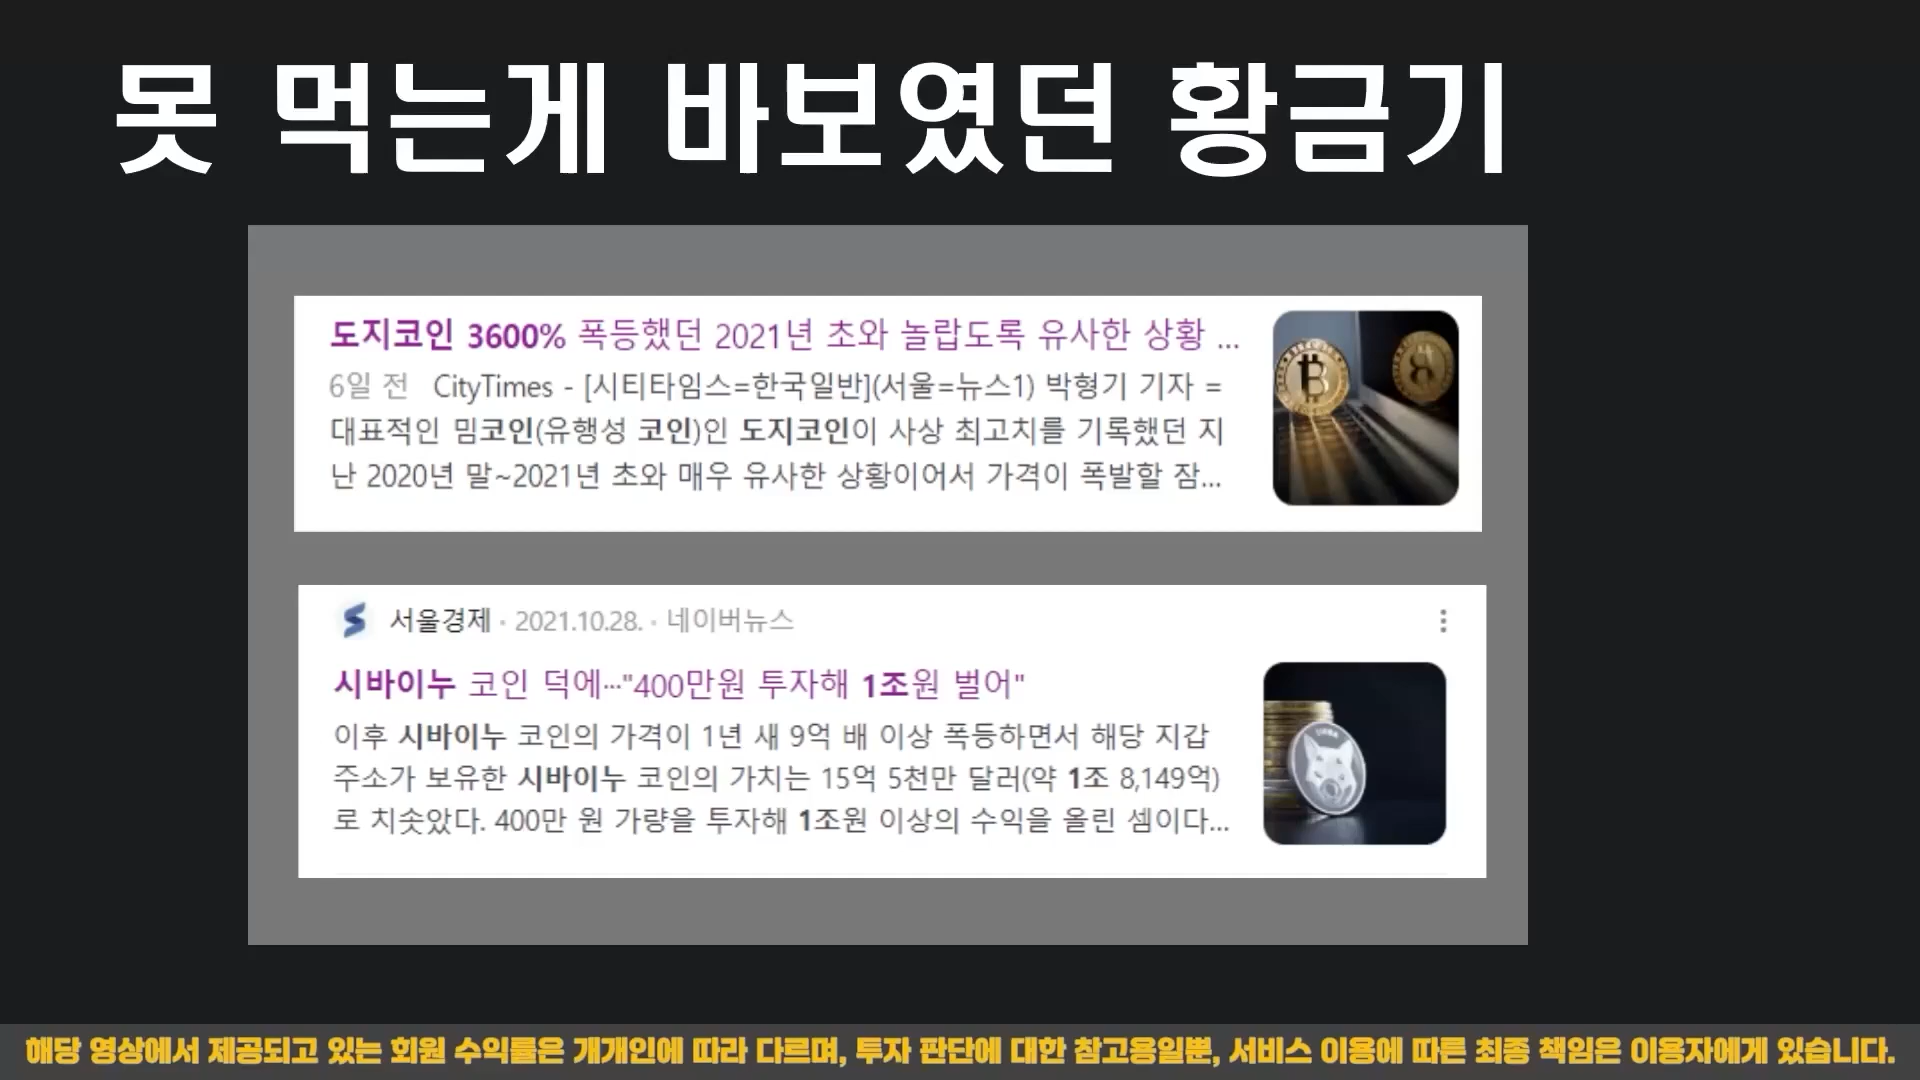 못 먹는게 바보였던 황금기
도지코인 3600% 폭등했던 2021년 초와 놀랍도록 유사한 상황 ...
6일 전 CityTimes - [시티타임스=한국일반](서울=뉴스1) 박형기 기자 =
대표적인 밈코인(유행성 코인)인 도지코인이 사상 최고치를 기록했던 지
난 2020년 말~2021년 초와 매우 유사한 상황이어서 가격이 폭발할 잠...
서울경제 · 2021.10.28. · 네이버뉴스
시바이누 코인 덕에…"400만원 투자해 1조원 벌어"
이후 시바이누 코인의 가격이 1년 새 9억 배 이상 폭등하면서 해당 지갑
주소가 보유한 시바이누 코인의 가치는 15억 5천만 달러(약 1조 8,149억)
로 치솟았다. 400만 원 가량을 투자해 1조원 이상의 수익을 올린 셈이다...
해당 영상에서 제공되고 있는 회원 수익률은 개개인에 따라 다르며, 투자 판단에 대한 참고용일뿐, 서비스 이용에 따른 최종 책임은 이용자에게 있습니다.